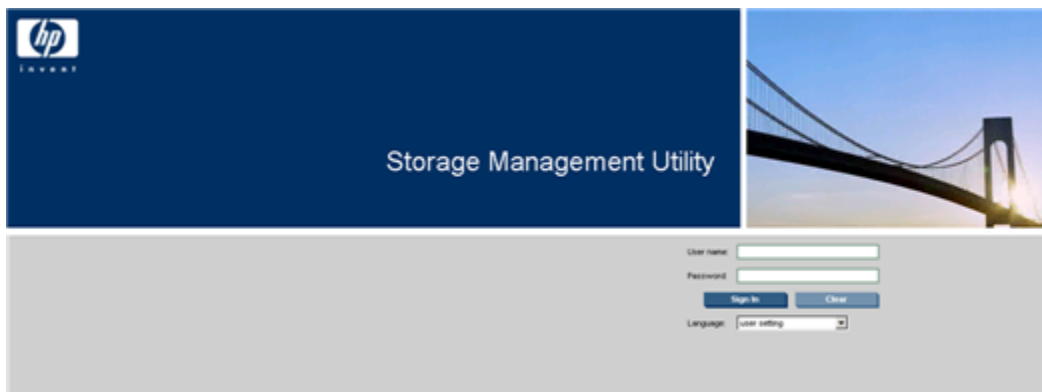 hp
invent
Storage Management Utility
User name:
Password
Sign In
Clear
Language:
user setting